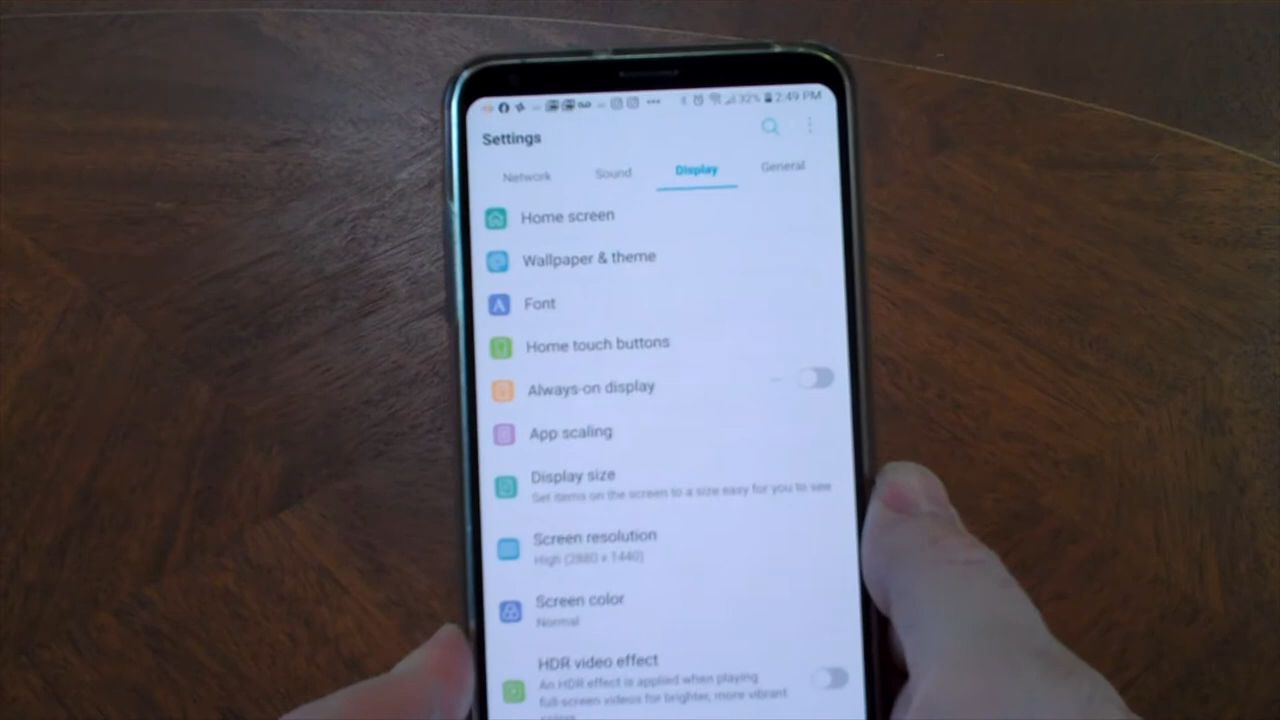 32% 2:49 PM
Settings
Network Sound Display General
Home screen
Wallpaper & theme
Font
Home touch buttons
Always-on display
App scaling
Display size
Set items on the screen to a size easy for you to see
Screen resolution
High (2880 x 1440)
Screen color
Normal
HDR video effect
An HDR effect is applied when playing
full-screen videos for brighter, more vibrant